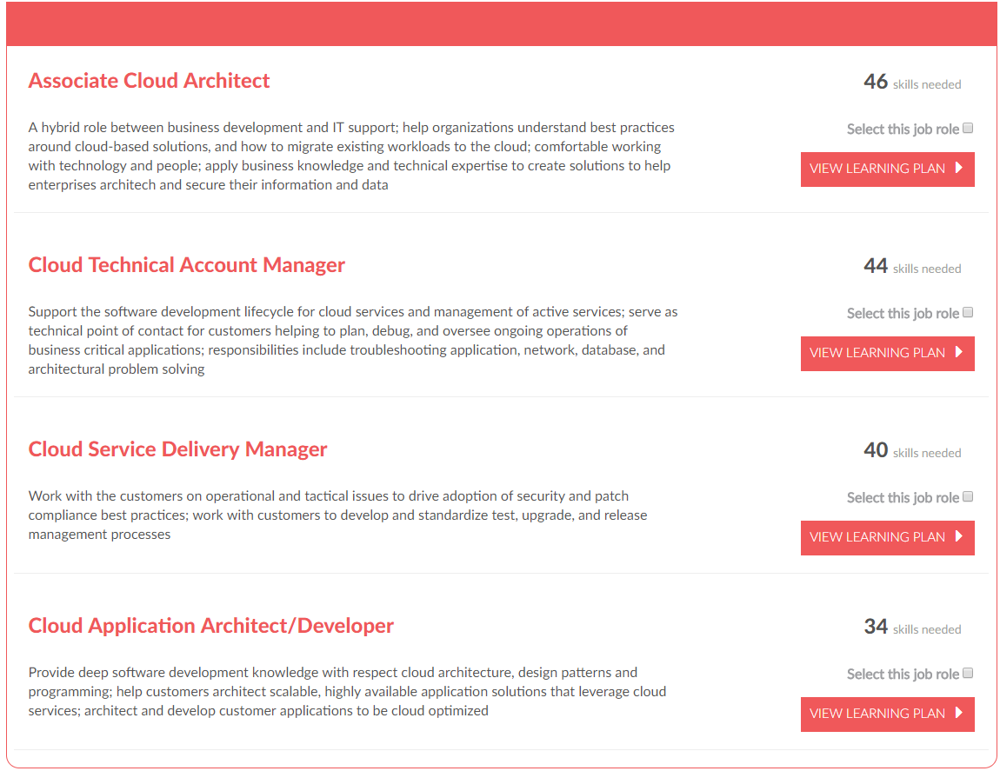 Associate Cloud Architect
46 skills needed
A hybrid role between business development and IT support; help organizations understand best practices
around cloud-based solutions, and how to migrate existing workloads to the cloud; comfortable working
with technology and people; apply business knowledge and technical expertise to create solutions to help
enterprises architech and secure their information and data
Select this job role
VIEW LEARNING PLAN
Cloud Technical Account Manager
44 skills needed
Support the software development lifecycle for cloud services and management of active services; serve as
technical point of contact for customers helping to plan, debug, and oversee ongoing operations of
business critical applications; responsibilities include troubleshooting application, network, database, and
architectural problem solving
Select this job role
VIEW LEARNING PLAN
Cloud Service Delivery Manager
40 skills needed
Work with the customers on operational and tactical issues to drive adoption of security and patch
compliance best practices; work with customers to develop and standardize test, upgrade, and release
management processes
Select this job role
VIEW LEARNING PLAN
Cloud Application Architect/Developer
34 skills needed
Provide deep software development knowledge with respect cloud architecture, design patterns and
programming; help customers architect scalable, highly available application solutions that leverage cloud
services; architect and develop customer applications to be cloud optimized
Select this job role
VIEW LEARNING PLAN